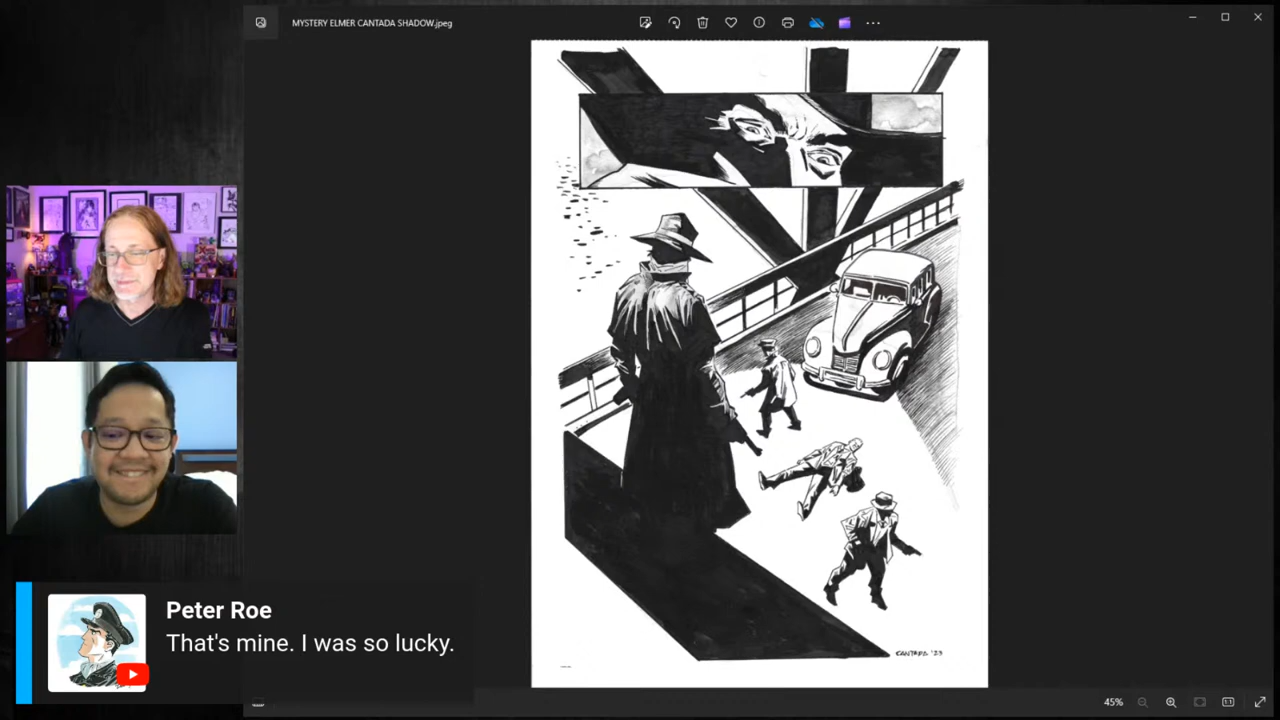 MYSTERY ELMER CANTADA SHADOW.jpeg
CANTADA '23
Peter Roe
That's mine. I was so lucky.
45%